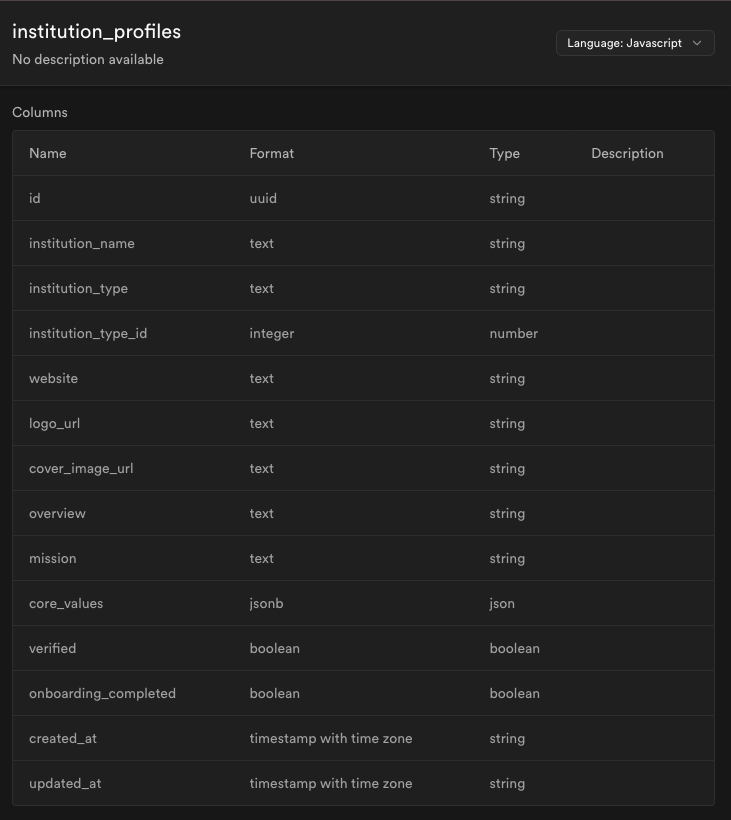 institution_profiles
No description available
Language: Javascript
Columns
Name Format Type Description
id uuid string
institution_name text string
institution_type text string
institution_type_id integer number
website text string
logo_url text string
cover_image_url text string
overview text string
mission text string
core_values jsonb json
verified boolean boolean
onboarding_completed boolean boolean
created_at timestamp with time zone string
updated_at timestamp with time zone string